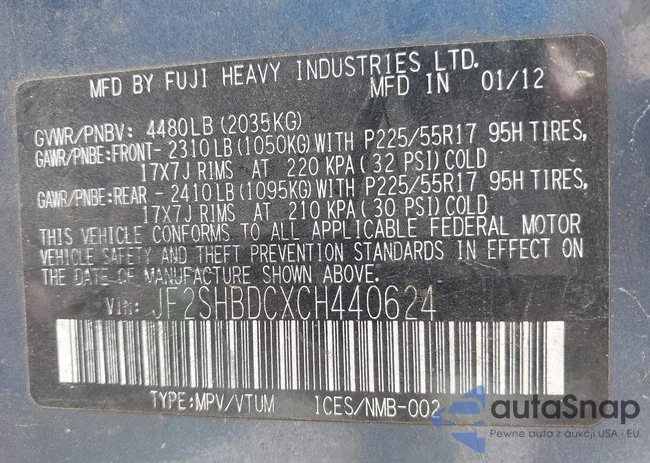 MFD BY FUJI HEAVY INDUSTRIES LTD.
MFD IN 01/12
GVWR/PNBV: 4480LB (2035KG)
GAWR/PNBE:FRONT- 2310LB (1050KG) WITH P225/55R17 95H TIRES,
17X7J RIMS AT 220 KPA (32 PSI) COLD
GAWR/PNBE:REAR - 2410LB (1095KG) WITH P225/55R17 95H TIRES,
17X7J RIMS AT 210 KPA (30 PSI) COLD
THIS VEHICLE CONFORMS TO ALL APPLICABLE FEDERAL MOTOR
VEHICLE SAFETY AND THEFT PREVENTION STANDARDS IN EFFECT ON
THE DATE OF MANUFACTURE SHOWN ABOVE.
VIN: JF2SHBDCXCH440624
TYPE:MPV/VTUM ICES/NMB-002
autaSnap
Pewne auta z aukcji USA i EU